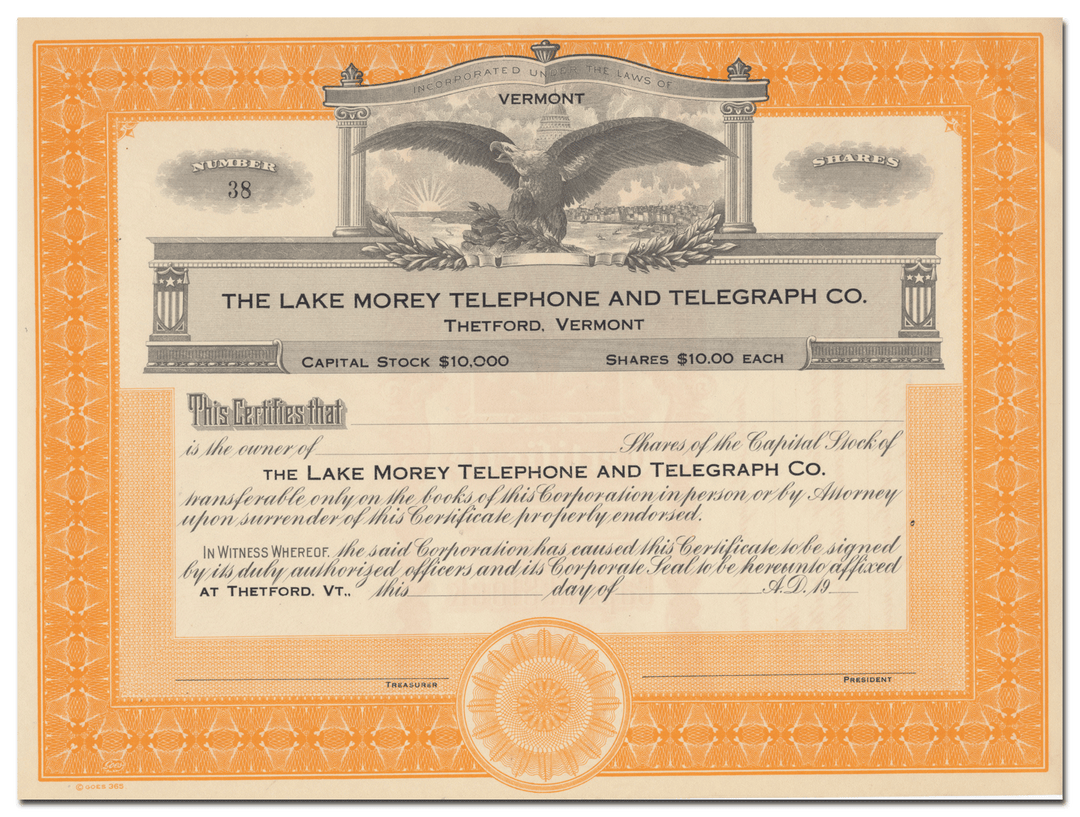 INCORPORATED UNDER THE LAWS OF
VERMONT
NUMBER
38
SHARES
THE LAKE MOREY TELEPHONE AND TELEGRAPH CO.
THETFORD, VERMONT
CAPITAL STOCK $10,000 SHARES $10.00 EACH
This Certifies that
is the owner of Shares of the Capital Stock of
THE LAKE MOREY TELEPHONE AND TELEGRAPH CO.
transferable only on the books of this Corporation in person or by Attorney
upon surrender of this Certificate properly endorsed.
IN WITNESS WHEREOF, the said Corporation has caused this Certificate to be signed
by its duly authorized officers and its Corporate Seal to be hereunto affixed
AT THETFORD, VT., this day of A.D. 19
TREASURER
PRESIDENT
© GOES 365